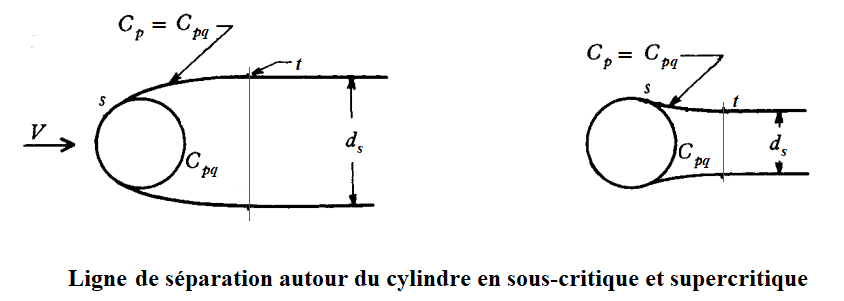 C_p = C_pq
t
s
V
C_pq
d_s
C_p = C_pq
s
t
C_pq
d_s
Ligne de séparation autour du cylindre en sous-critique et supercritique